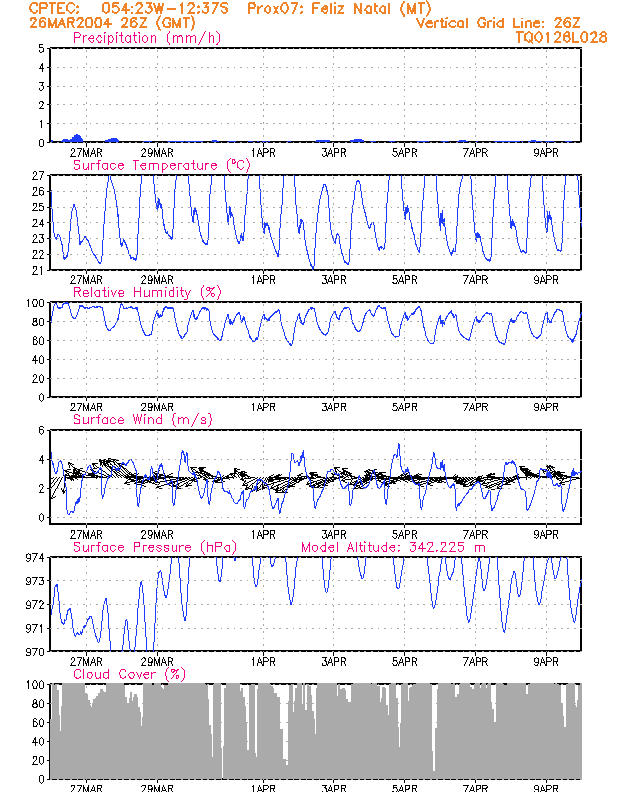 CPTEC: 054:23W-12:37S Prox07: Feliz Natal (MT)
26MAR2004 26Z (GMT) Vertical Grid Line: 26Z
Precipitation (mm/h) TQ0126L028
5
4
3
2
1
0
27MAR 29MAR 1APR 3APR 5APR 7APR 9APR
Surface Temperature (ºC)
27
26
25
24
23
22
21
27MAR 29MAR 1APR 3APR 5APR 7APR 9APR
Relative Humidity (%)
100
80
60
40
20
0
27MAR 29MAR 1APR 3APR 5APR 7APR 9APR
Surface Wind (m/s)
6
4
2
0
27MAR 29MAR 1APR 3APR 5APR 7APR 9APR
Surface Pressure (hPa) Model Altitude: 342.225 m
974
973
972
971
970
27MAR 29MAR 1APR 3APR 5APR 7APR 9APR
Cloud Cover (%)
100
80
60
40
20
0
27MAR 29MAR 1APR 3APR 5APR 7APR 9APR